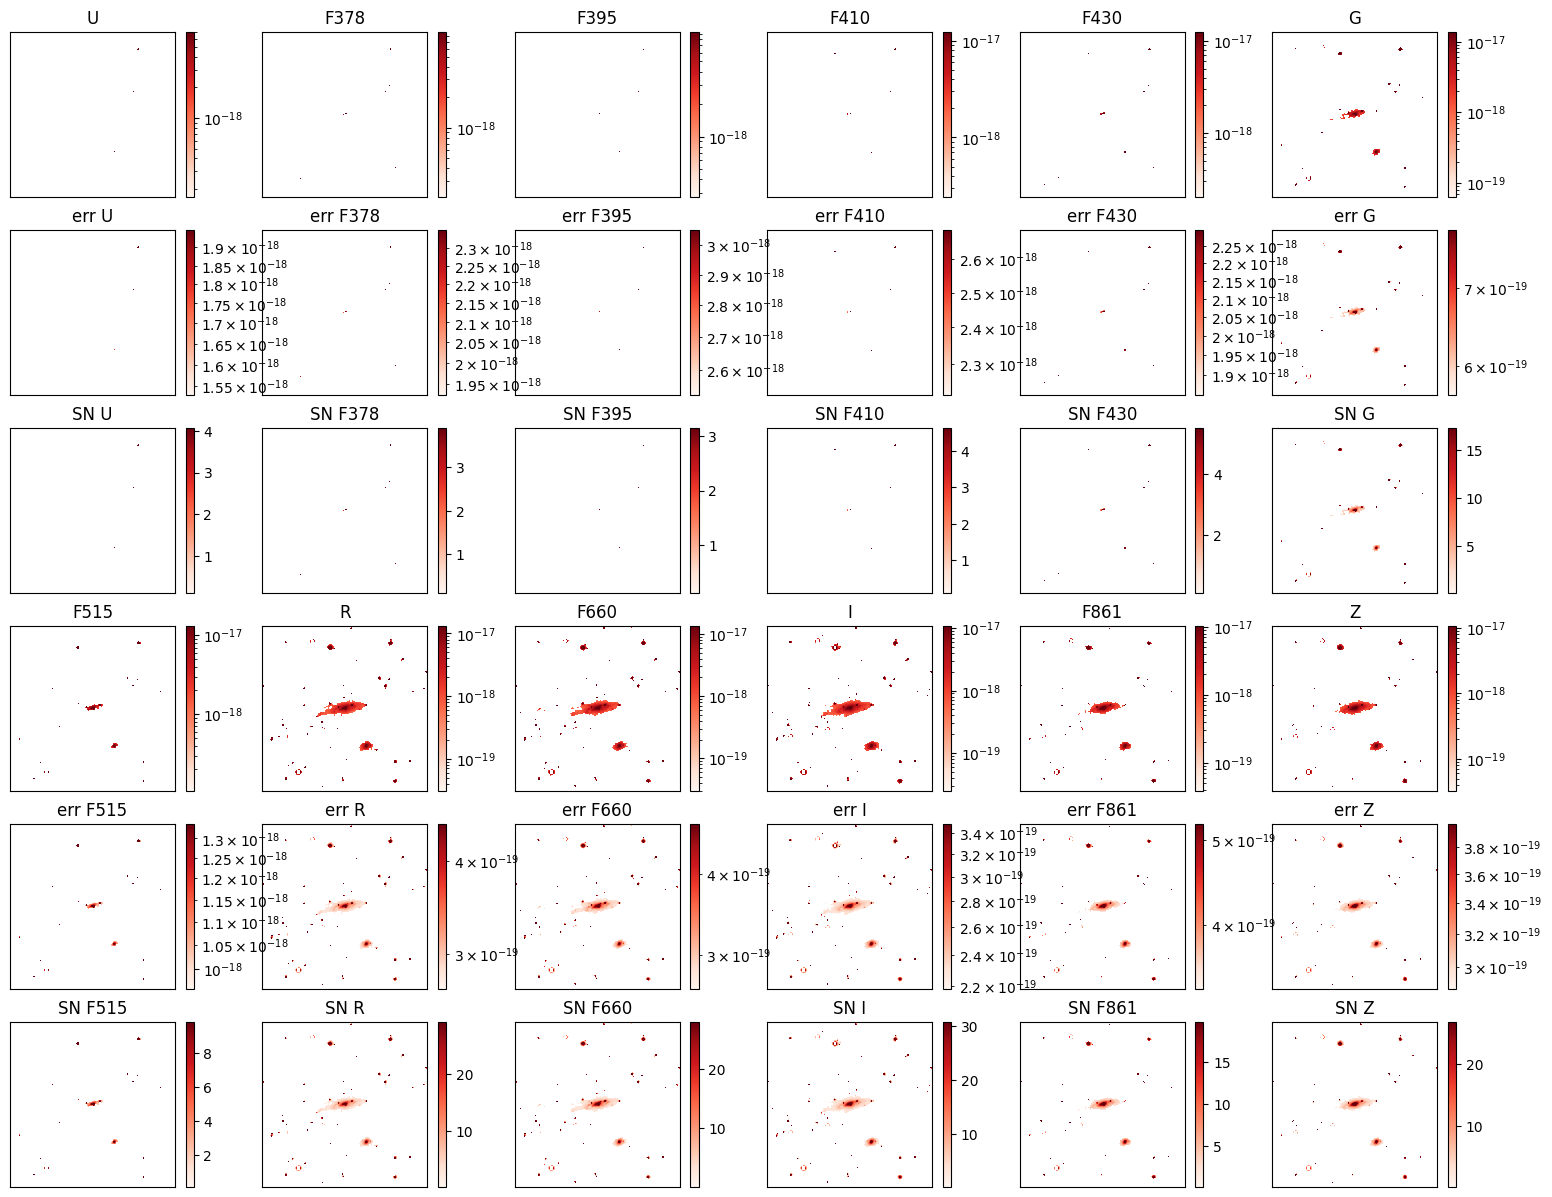 U F378 F395 F410 F430 G
10⁻¹⁸ 10⁻¹⁸ 10⁻¹⁸ 10⁻¹⁷ 10⁻¹⁸ 10⁻¹⁷ 10⁻¹⁸ 10⁻¹⁷ 10⁻¹⁸ 10⁻¹⁹
err U err F378 err F395 err F410 err F430 err G
1.9 × 10⁻¹⁸ 1.85 × 10⁻¹⁸ 1.8 × 10⁻¹⁸ 1.75 × 10⁻¹⁸ 1.7 × 10⁻¹⁸ 1.65 × 10⁻¹⁸ 1.6 × 10⁻¹⁸ 1.55 × 10⁻¹⁸
2.3 × 10⁻¹⁸ 2.25 × 10⁻¹⁸ 2.2 × 10⁻¹⁸ 2.15 × 10⁻¹⁸ 2.1 × 10⁻¹⁸ 2.05 × 10⁻¹⁸ 2 × 10⁻¹⁸ 1.95 × 10⁻¹⁸
3 × 10⁻¹⁸ 2.9 × 10⁻¹⁸ 2.8 × 10⁻¹⁸ 2.7 × 10⁻¹⁸ 2.6 × 10⁻¹⁸
2.6 × 10⁻¹⁸ 2.5 × 10⁻¹⁸ 2.4 × 10⁻¹⁸ 2.3 × 10⁻¹⁸
2.25 × 10⁻¹⁸ 2.2 × 10⁻¹⁸ 2.15 × 10⁻¹⁸ 2.1 × 10⁻¹⁸ 2.05 × 10⁻¹⁸ 2 × 10⁻¹⁸ 1.95 × 10⁻¹⁸ 1.9 × 10⁻¹⁸
7 × 10⁻¹⁹ 6 × 10⁻¹⁹
SN U SN F378 SN F395 SN F410 SN F430 SN G
4 3 2 1
3 2 1
3 2 1
4 3 2 1
4 2
15 10 5
F515 R F660 I F861 Z
10⁻¹⁷ 10⁻¹⁸
10⁻¹⁷ 10⁻¹⁸ 10⁻¹⁹
10⁻¹⁷ 10⁻¹⁸ 10⁻¹⁹
10⁻¹⁷ 10⁻¹⁸ 10⁻¹⁹
10⁻¹⁷ 10⁻¹⁸ 10⁻¹⁹
10⁻¹⁷ 10⁻¹⁸ 10⁻¹⁹
err F515 err R err F660 err I err F861 err Z
1.3 × 10⁻¹⁸ 1.25 × 10⁻¹⁸ 1.2 × 10⁻¹⁸ 1.15 × 10⁻¹⁸ 1.1 × 10⁻¹⁸ 1.05 × 10⁻¹⁸ 10⁻¹⁸
4 × 10⁻¹⁹ 3 × 10⁻¹⁹
4 × 10⁻¹⁹ 3 × 10⁻¹⁹
3.4 × 10⁻¹⁹ 3.2 × 10⁻¹⁹ 3 × 10⁻¹⁹ 2.8 × 10⁻¹⁹ 2.6 × 10⁻¹⁹ 2.4 × 10⁻¹⁹ 2.2 × 10⁻¹⁹
5 × 10⁻¹⁹ 4 × 10⁻¹⁹
3.8 × 10⁻¹⁹ 3.6 × 10⁻¹⁹ 3.4 × 10⁻¹⁹ 3.2 × 10⁻¹⁹ 3 × 10⁻¹⁹
SN F515 SN R SN F660 SN I SN F861 SN Z
8 6 4 2
20 10
20 10
30 20 10
15 10 5
20 10